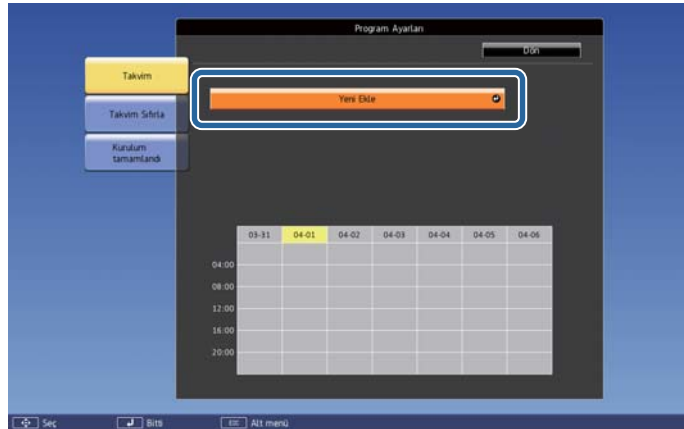 Program Ayarları
Dön
Takvim
Yeni Ekle
Takvim Sıfırla
Kurulum
tamamlandı
03-31 04-01 04-02 04-03 04-04 04-05 04-06
04:00
08:00
12:00
16:00
20:00
Seç Bitti Esc Alt menü